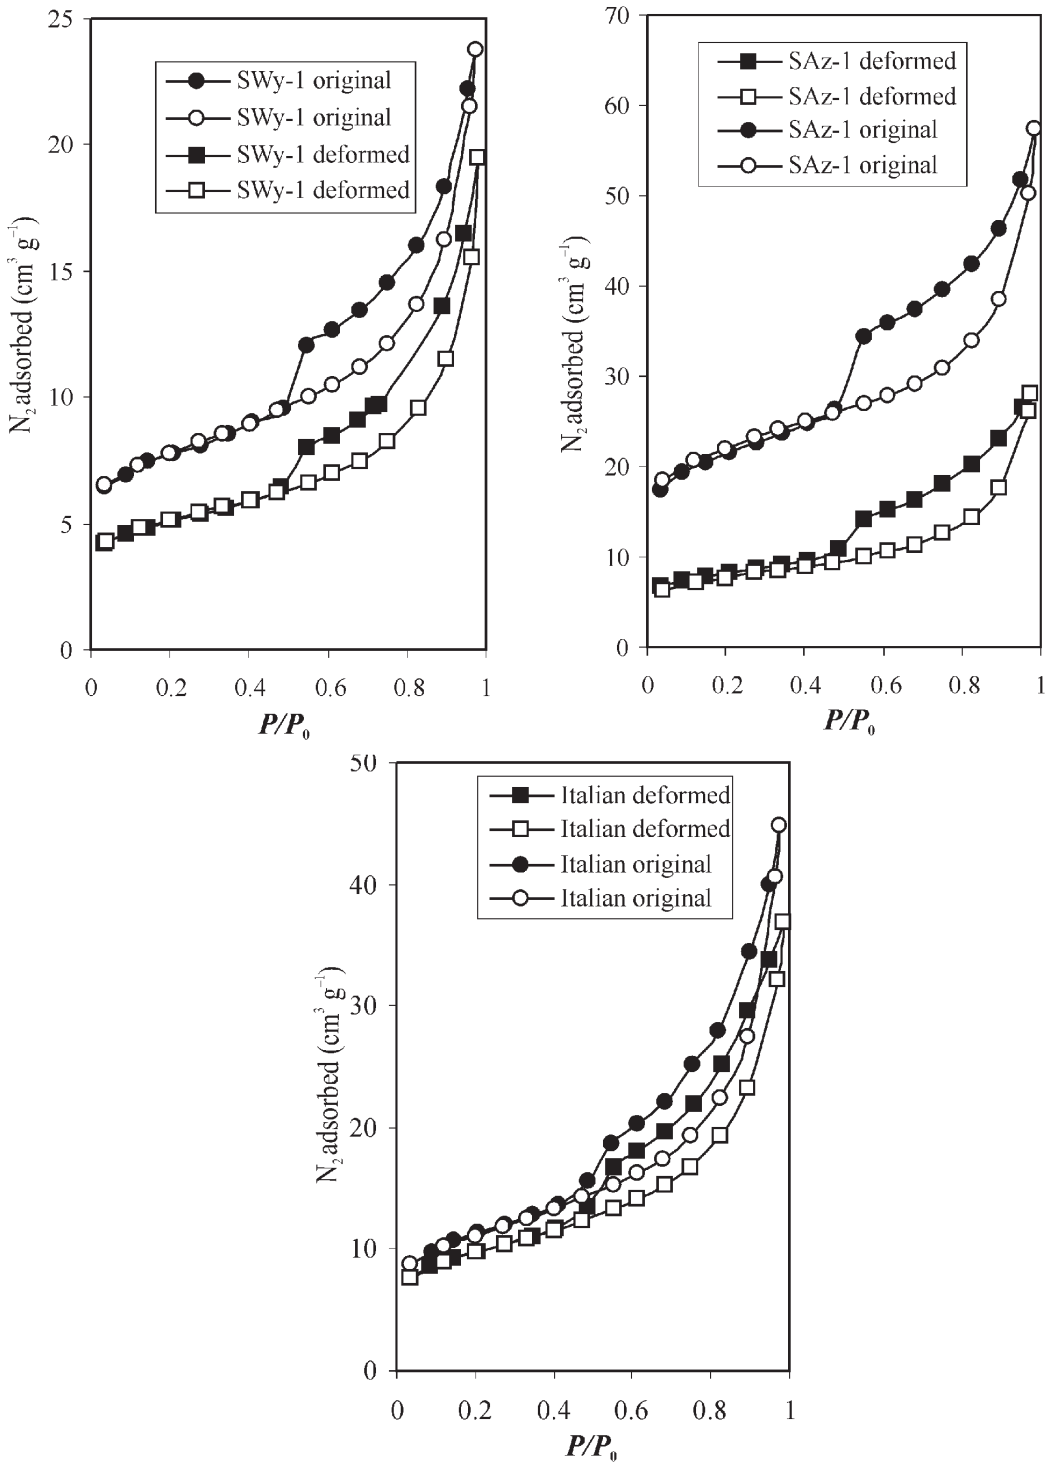 25
20
15
10
5
0
N2 adsorbed (cm³ g⁻¹)
SWy-1 original
SWy-1 original
SWy-1 deformed
SWy-1 deformed
0 0.2 0.4 0.6 0.8 1
P/P0
70
60
50
40
30
20
10
0
N2 adsorbed (cm³ g⁻¹)
SAz-1 deformed
SAz-1 deformed
SAz-1 original
SAz-1 original
0 0.2 0.4 0.6 0.8 1
P/P0
50
40
30
20
10
0
N2 adsorbed (cm³ g⁻¹)
Italian deformed
Italian deformed
Italian original
Italian original
0 0.2 0.4 0.6 0.8 1
P/P0